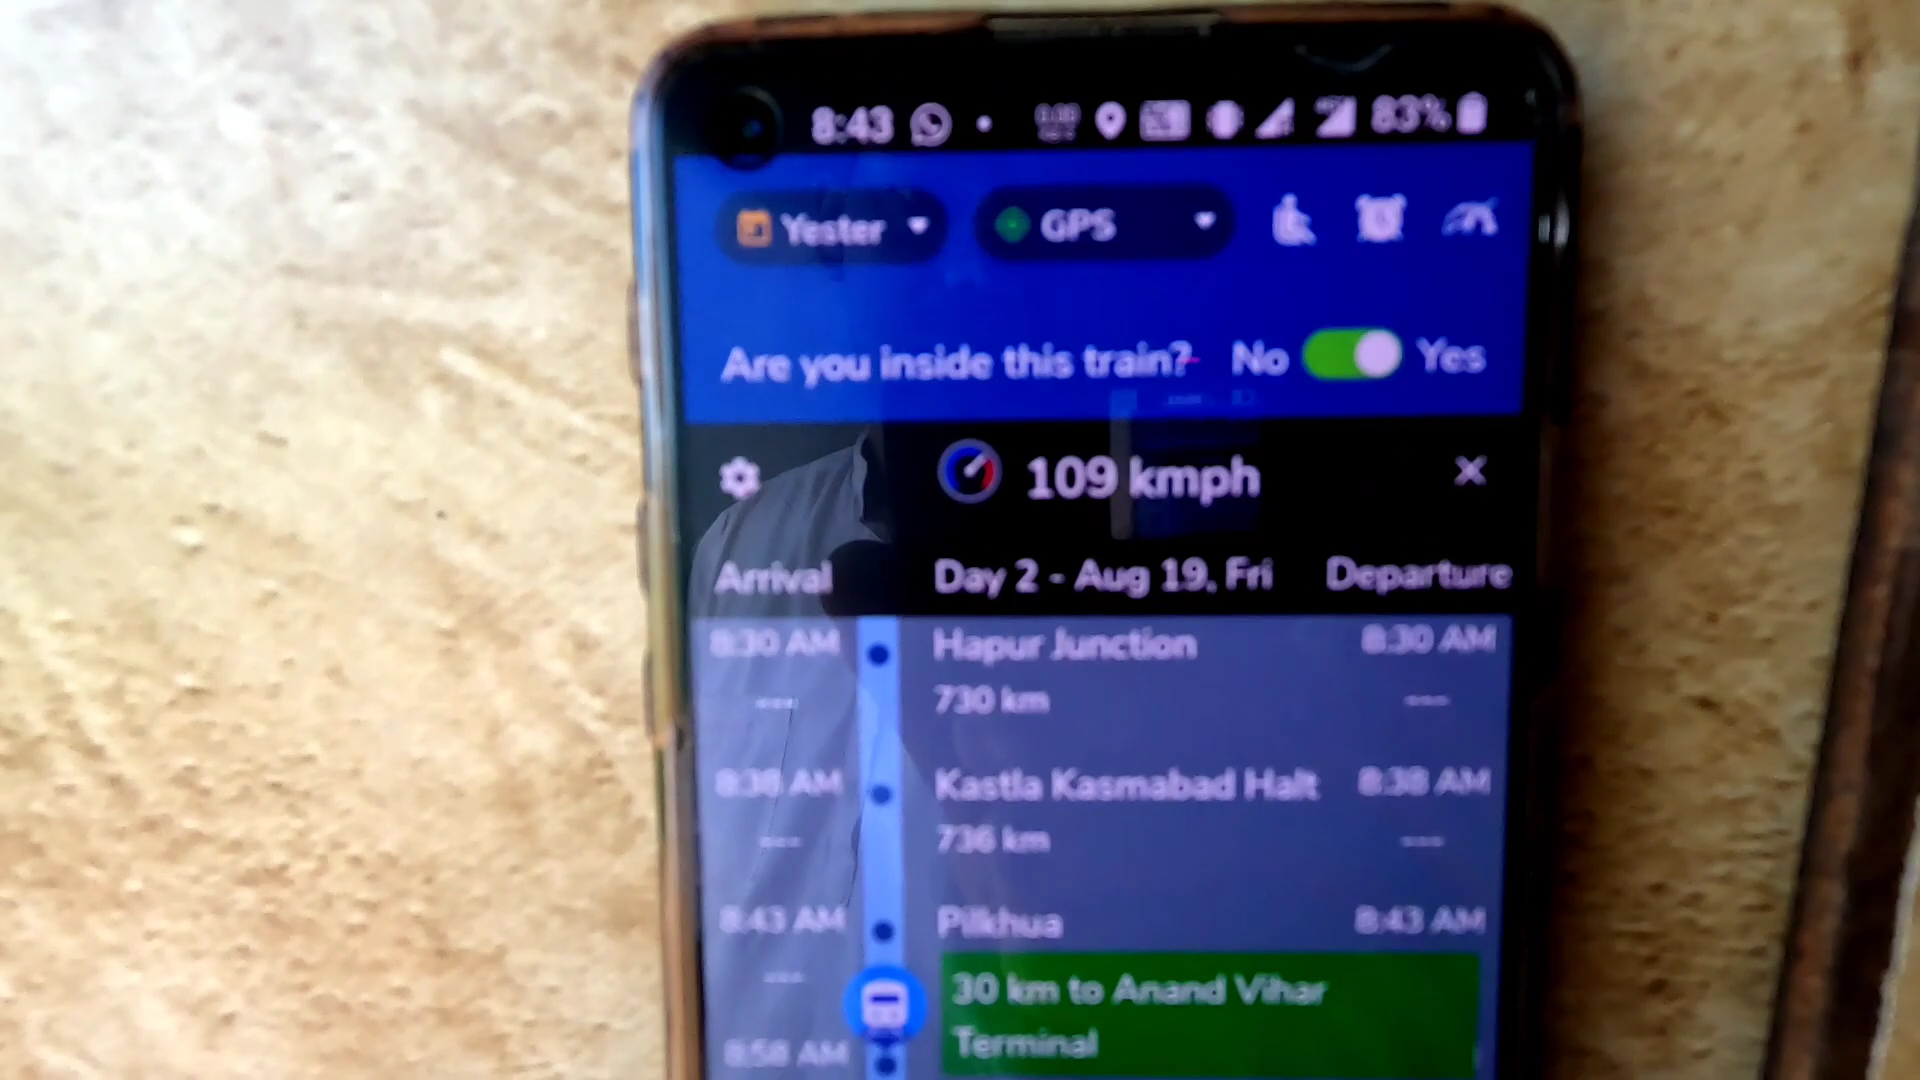 8:43 83%
Yester GPS
Are you inside this train? No Yes
109 kmph
Arrival Day 2 - Aug 19, Fri Departure
8:30 AM Hapur Junction 8:30 AM
--- 730 km ---
8:38 AM Kastla Kasmabad Halt 8:38 AM
--- 736 km ---
8:43 AM Pilkhua 8:43 AM
---
30 km to Anand Vihar
Terminal
8:58 AM